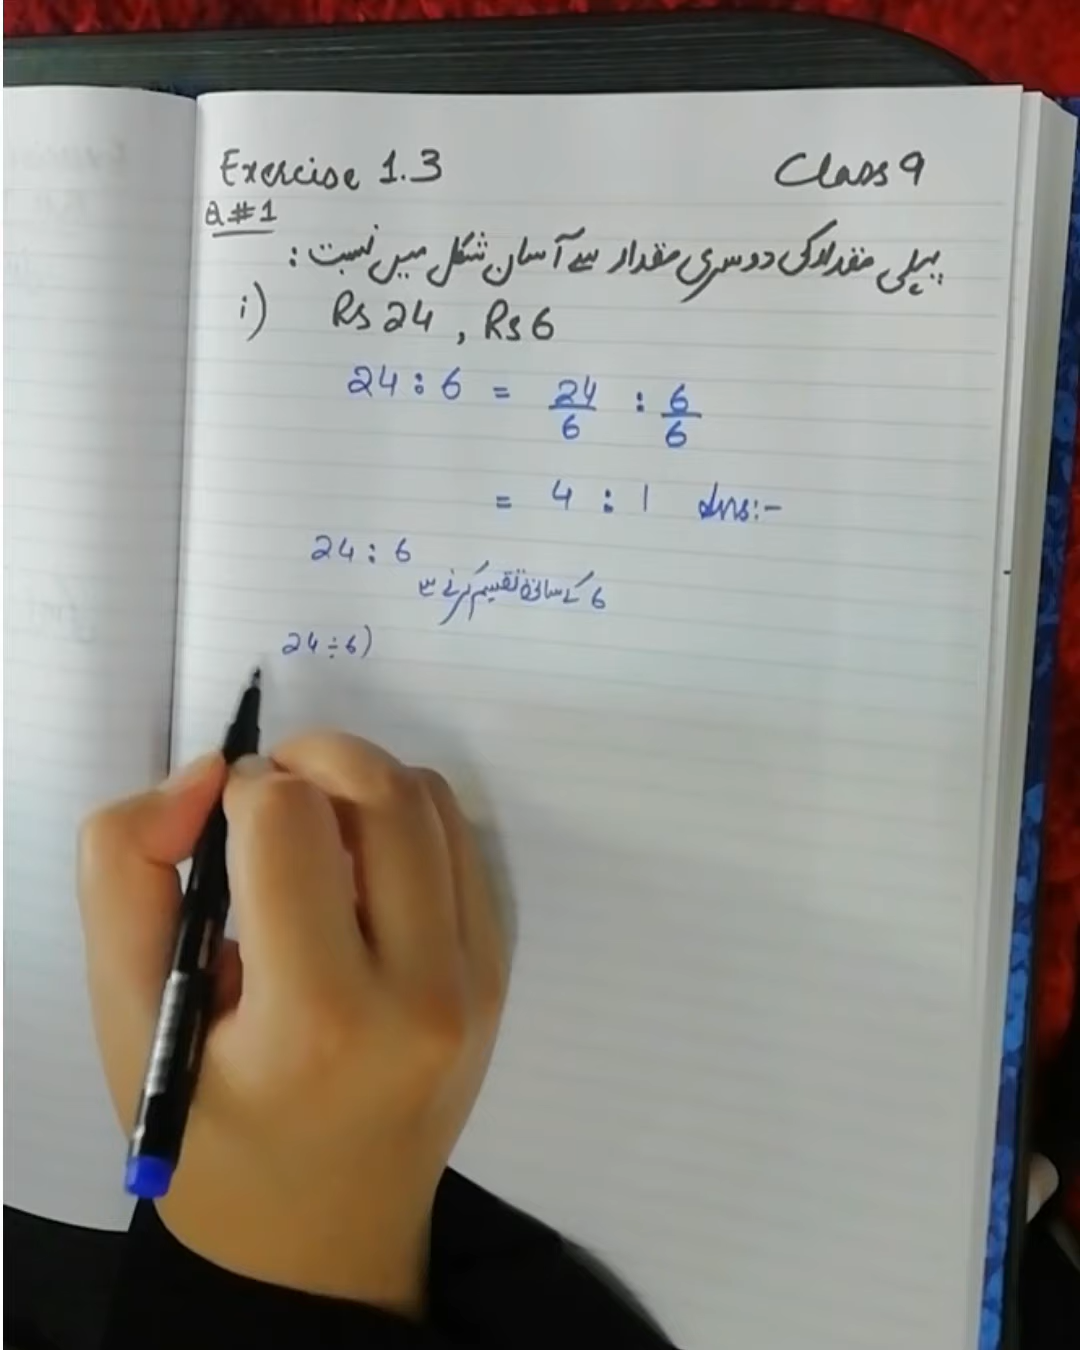 Exercise 1.3 Class 9
Q#1
پہلی مقدار کی دوسری مقدار سے آسان شکل میں نسبت :
i) Rs 24 , Rs 6
24 : 6 = 24/6 : 6/6
= 4 : 1 Ans:-
24 : 6
6 کے ساتھ تقسیم کرنے سے
24 ÷ 6)